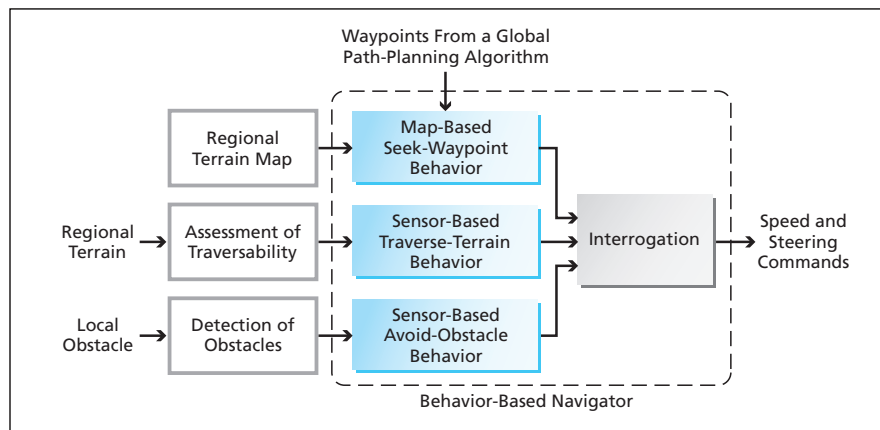 Waypoints From a Global
Path-Planning Algorithm
Regional
Terrain Map
Map-Based
Seek-Waypoint
Behavior
Regional
Terrain
Assessment of
Traversability
Sensor-Based
Traverse-Terrain
Behavior
Interrogation
Speed and
Steering
Commands
Local
Obstacle
Detection of
Obstacles
Sensor-Based
Avoid-Obstacle
Behavior
Behavior-Based Navigator